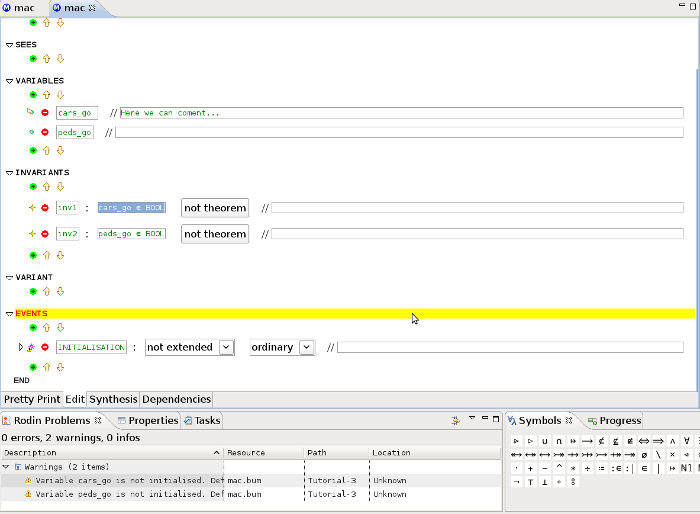 mac mac
SEES
VARIABLES
cars_go // Here we can coment...
peds_go //
INVARIANTS
inv1 : cars_go ∈ BOOL not theorem //
inv2 : peds_go ∈ BOOL not theorem //
VARIANT
EVENTS
INITIALISATION : not extended ordinary //
END
Pretty Print Edit Synthesis Dependencies
Rodin Problems Properties Tasks
0 errors, 2 warnings, 0 infos
Description Resource Path Location
Warnings (2 items)
Variable cars_go is not initialised. Def mac.bum Tutorial-3 Unknown
Variable peds_go is not initialised. Def mac.bum Tutorial-3 Unknown
Symbols Progress